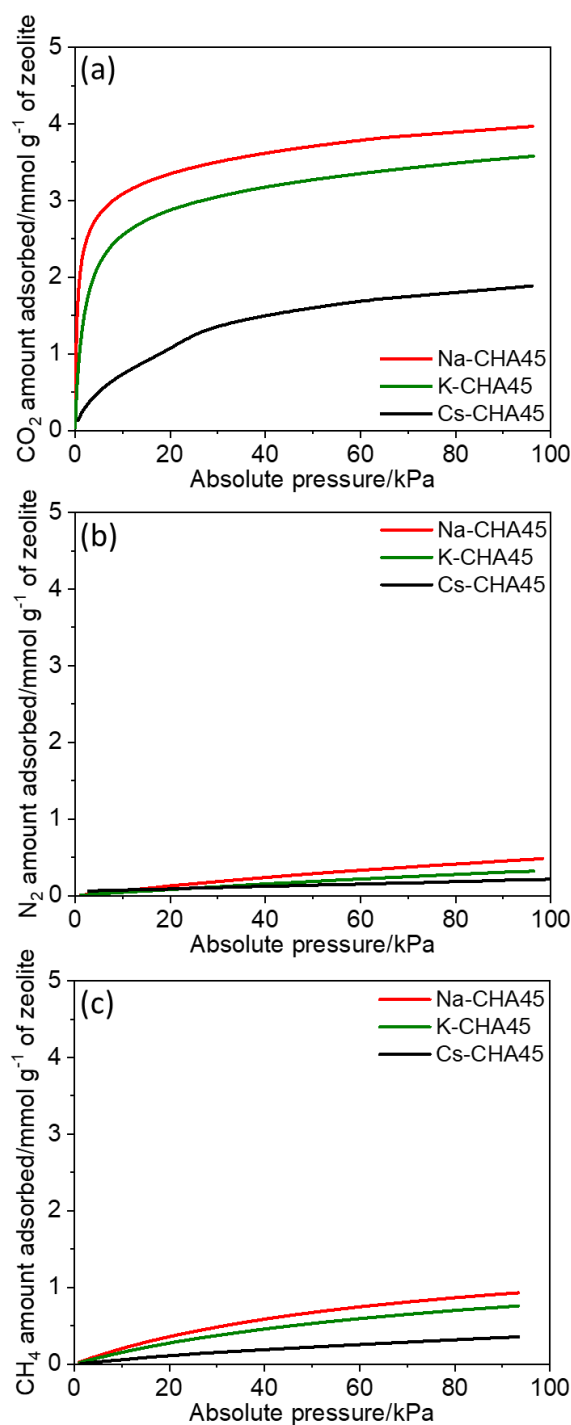 (a)
CO₂ amount adsorbed/mmol g⁻¹ of zeolite
5
4
3
2
1
0
Na-CHA45
K-CHA45
Cs-CHA45
0 20 40 60 80 100
Absolute pressure/kPa
(b)
N₂ amount adsorbed/mmol g⁻¹ of zeolite
5
4
3
2
1
0
Na-CHA45
K-CHA45
Cs-CHA45
0 20 40 60 80 100
Absolute pressure/kPa
(c)
CH₄ amount adsorbed/mmol g⁻¹ of zeolite
5
4
3
2
1
0
Na-CHA45
K-CHA45
Cs-CHA45
0 20 40 60 80 100
Absolute pressure/kPa